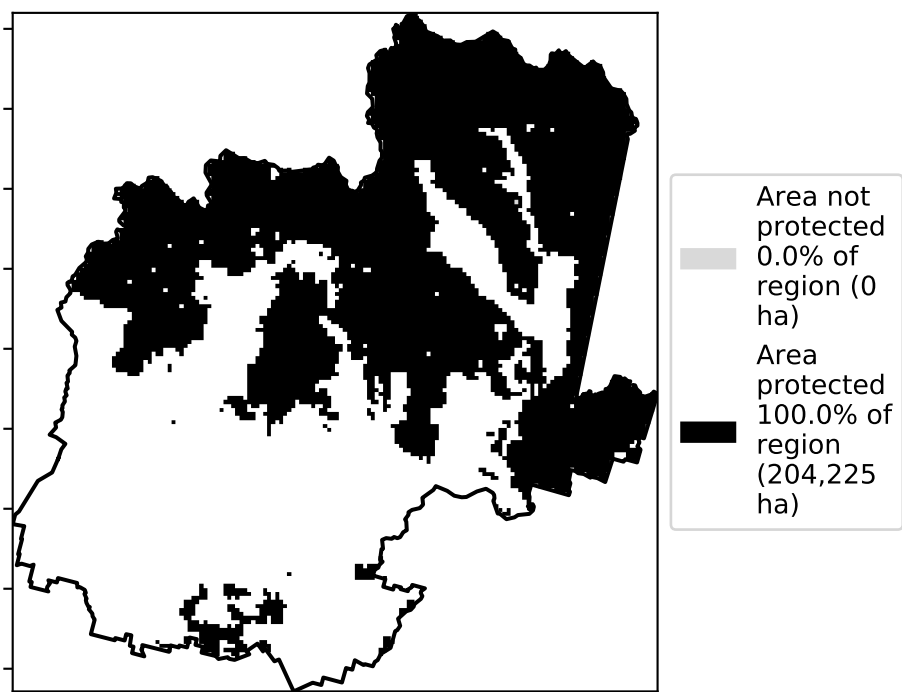 Area not
protected
0.0% of
region (0
ha)
Area
protected
100.0% of
region
(204,225
ha)